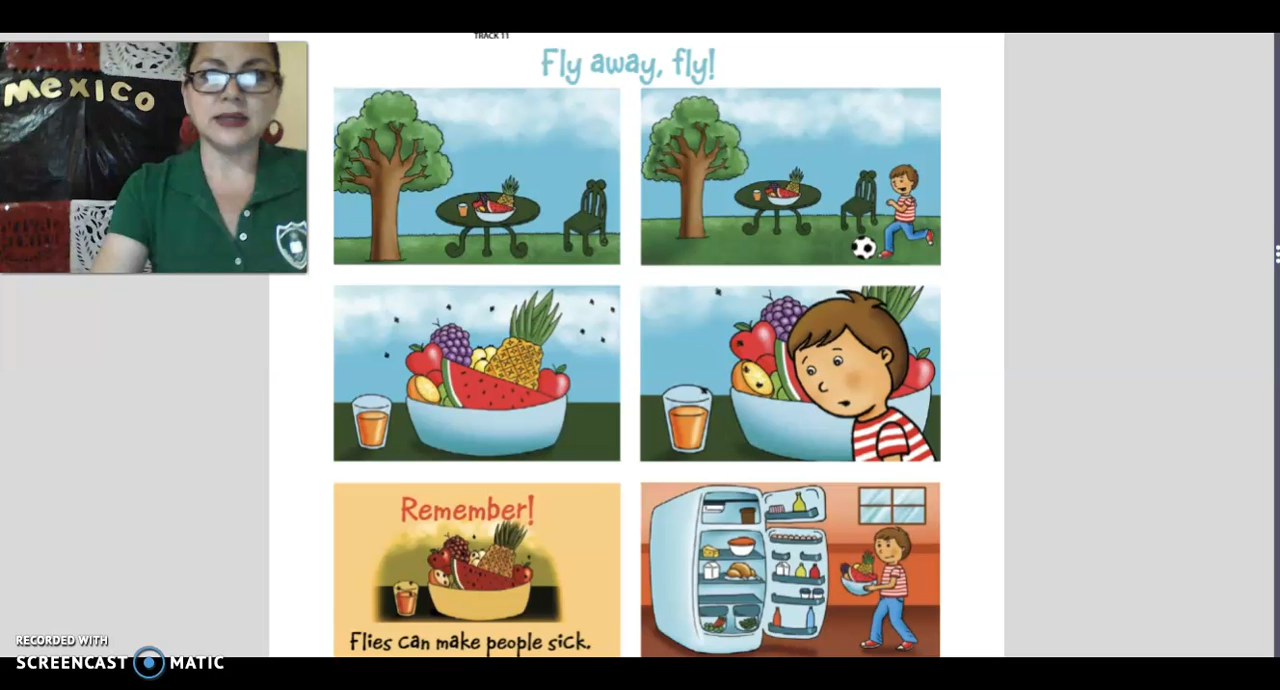 TRACK 11
Fly away, fly!
mexico
Remember!
Flies can make people sick.
RECORDED WITH
SCREENCAST MATIC